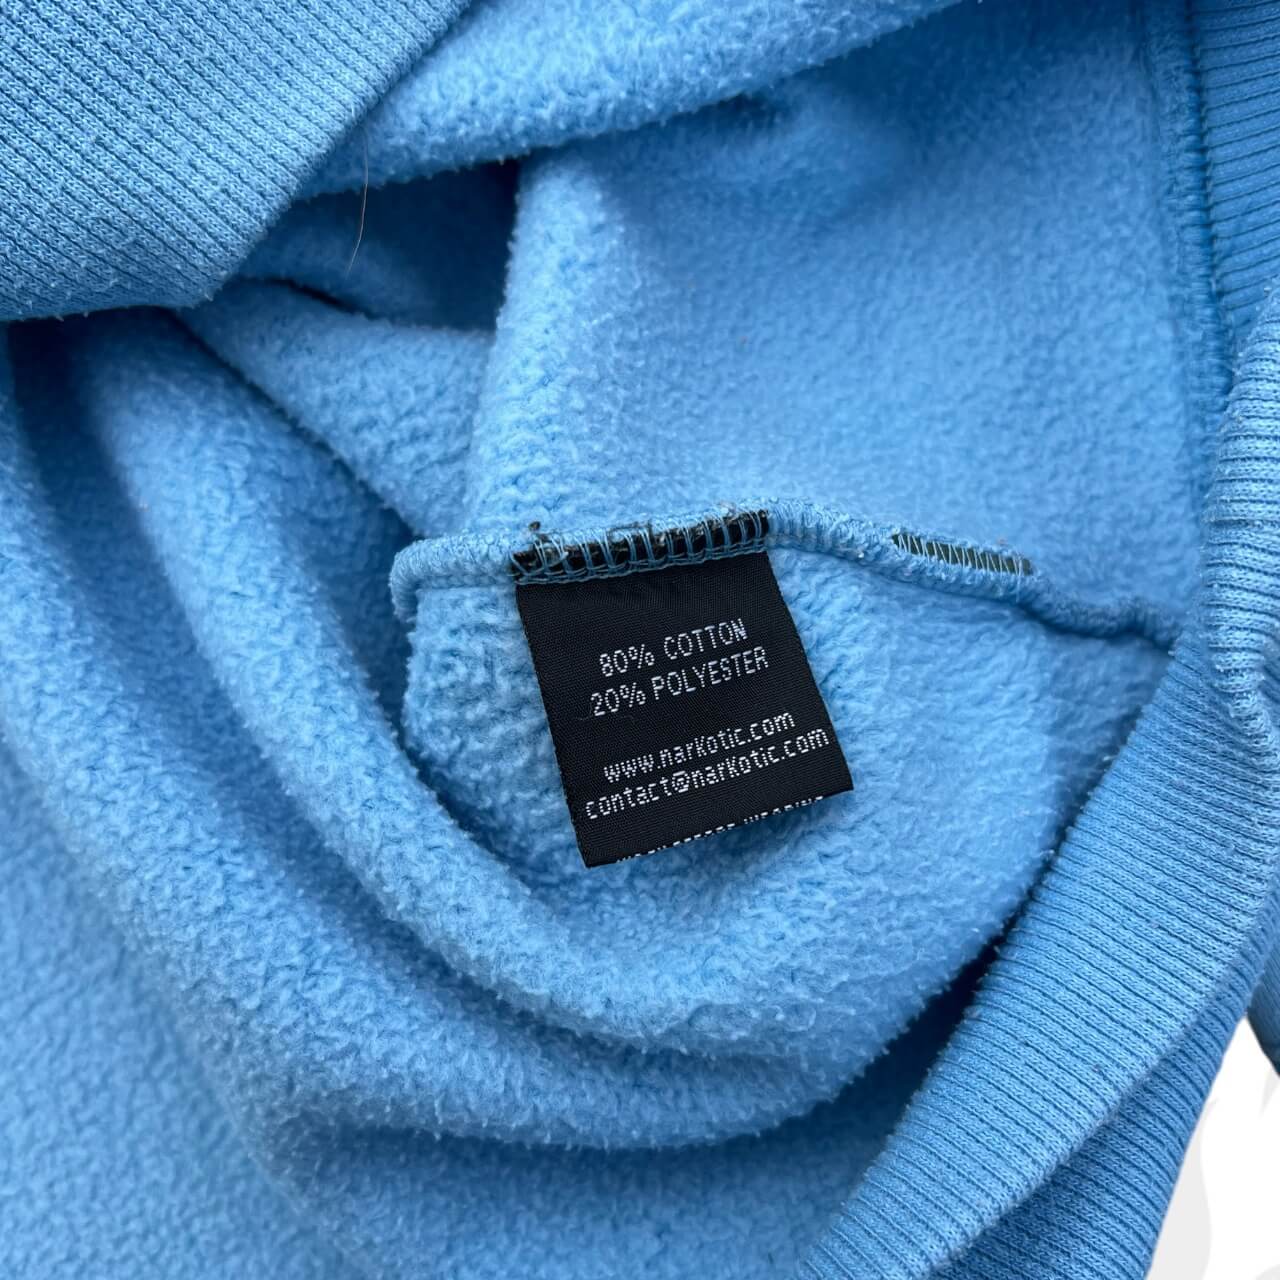 80% COTTON
20% POLYESTER
www.narkotic.com
contact@narkotic.com